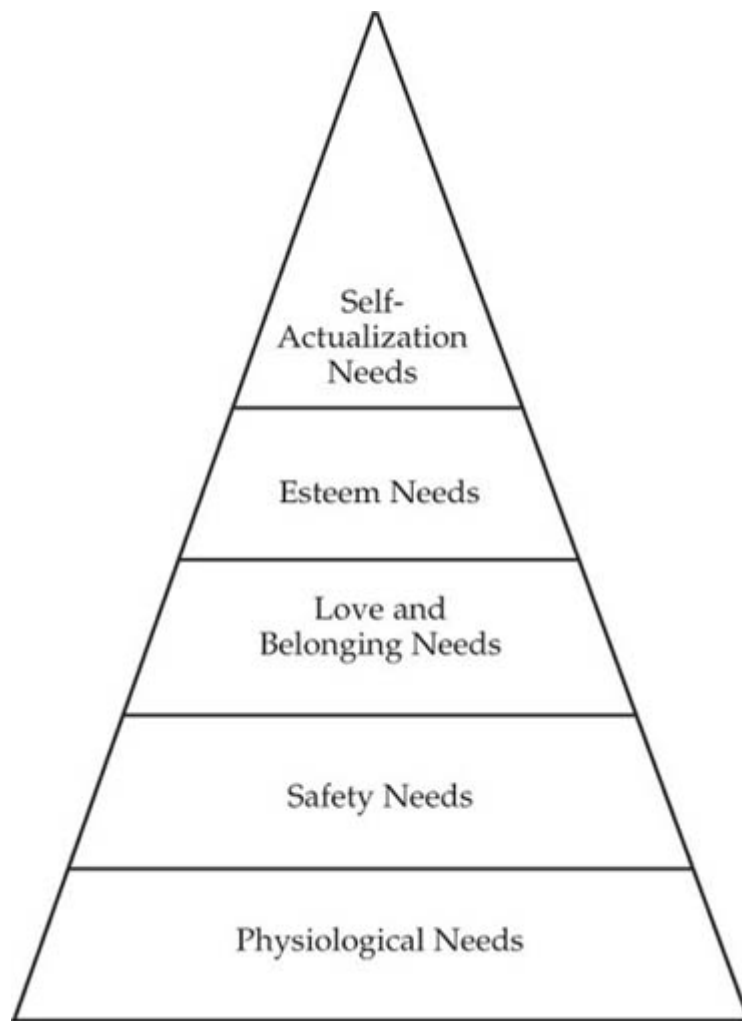 Self-
Actualization
Needs
Esteem Needs
Love and
Belonging Needs
Safety Needs
Physiological Needs